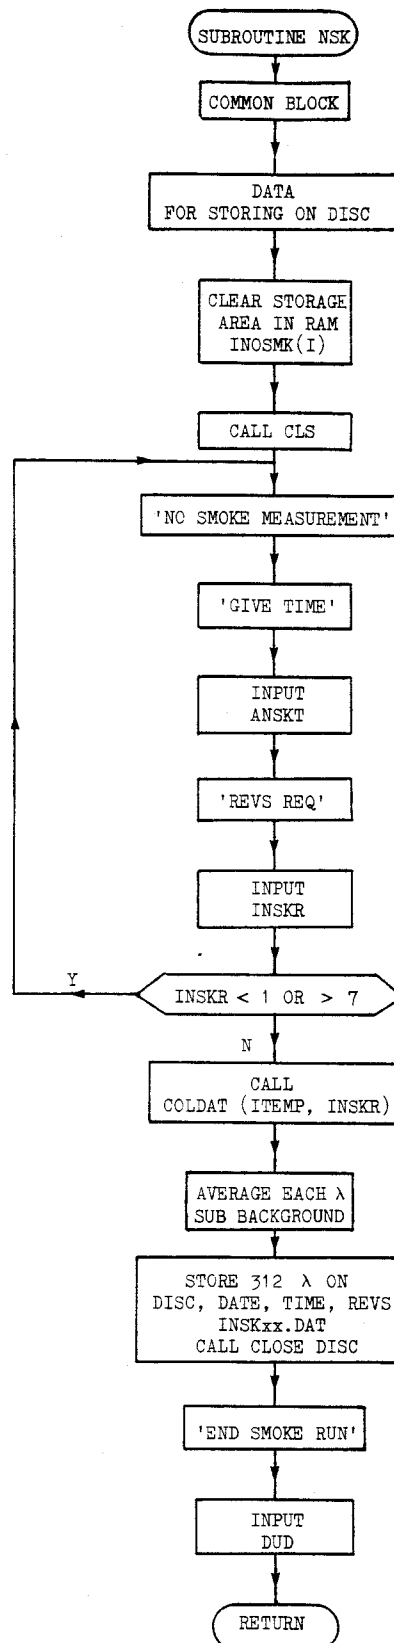 SUBROUTINE NSK
COMMON BLOCK
DATA
FOR STORING ON DISC
CLEAR STORAGE
AREA IN RAM
INOSMK(I)
CALL CLS
'NO SMOKE MEASUREMENT'
'GIVE TIME'
INPUT
ANSKT
'REVS REQ'
INPUT
INSKR
Y
INSKR < 1 OR > 7
N
CALL
COLDAT (ITEMP, INSKR)
AVERAGE EACH λ
SUB BACKGROUND
STORE 312 λ ON
DISC, DATE, TIME, REVS
INSKxx.DAT
CALL CLOSE DISC
'END SMOKE RUN'
INPUT
DUD
RETURN